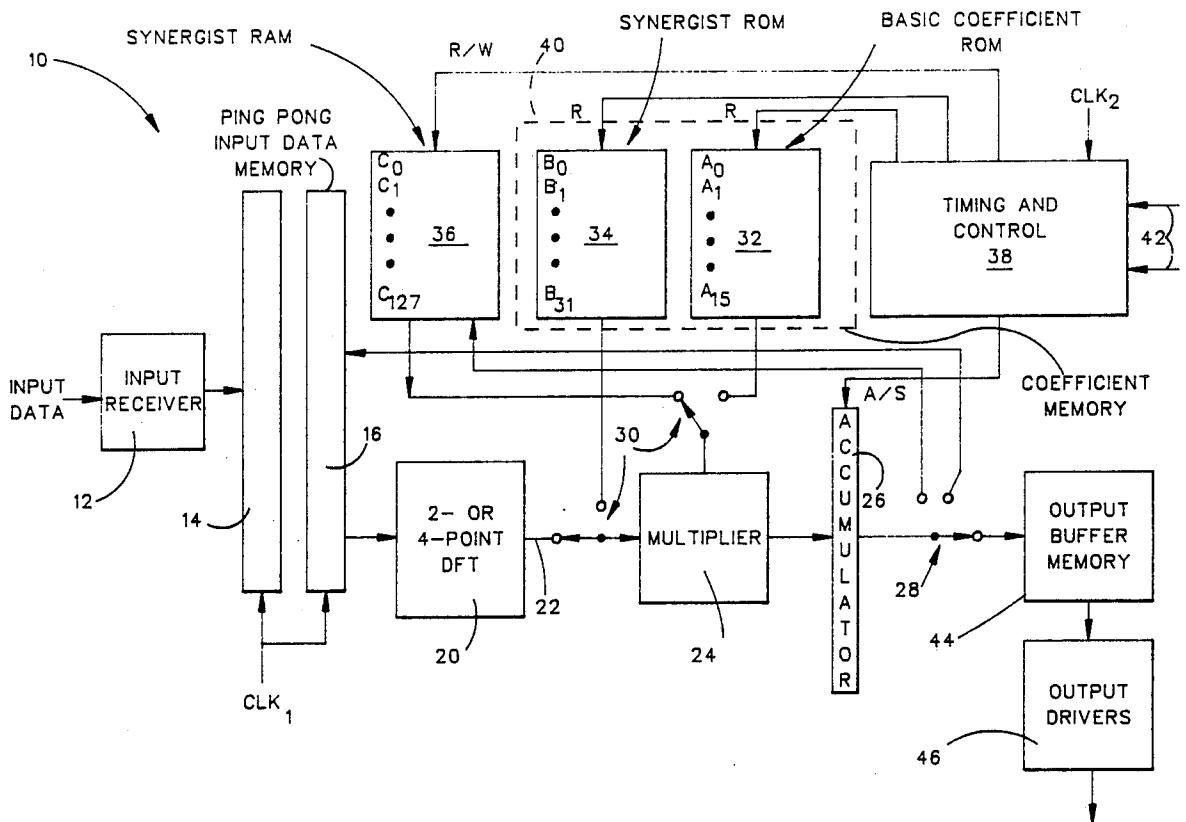 SYNERGIST RAM
SYNERGIST ROM
BASIC COEFFICIENT
ROM
10
R/W
40
CLK2
PING PONG
INPUT DATA
MEMORY
R
R
C0
C1
C127
36
B0
B1
B31
34
A0
A1
A15
32
TIMING AND
CONTROL
38
42
INPUT
DATA
INPUT
RECEIVER
12
14
16
COEFFICIENT
MEMORY
A/S
30
ACCUMULATOR
26
2- OR
4-POINT
DFT
20
22
MULTIPLIER
24
28
OUTPUT
BUFFER
MEMORY
44
CLK1
OUTPUT
DRIVERS
46